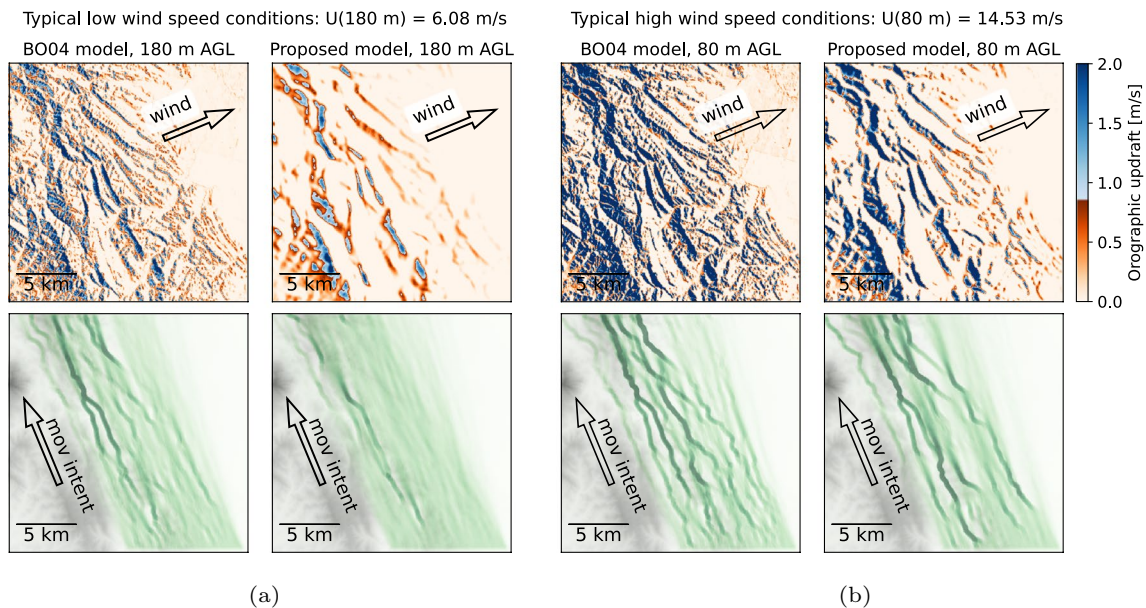 Typical low wind speed conditions: U(180 m) = 6.08 m/s
Typical high wind speed conditions: U(80 m) = 14.53 m/s
BO04 model, 180 m AGL
Proposed model, 180 m AGL
BO04 model, 80 m AGL
Proposed model, 80 m AGL
wind
wind
wind
wind
5 km
5 km
5 km
5 km
2.0
1.5
1.0
0.5
0.0
Orographic updraft [m/s]
mov intent
mov intent
mov intent
mov intent
5 km
5 km
5 km
5 km
(a)
(b)